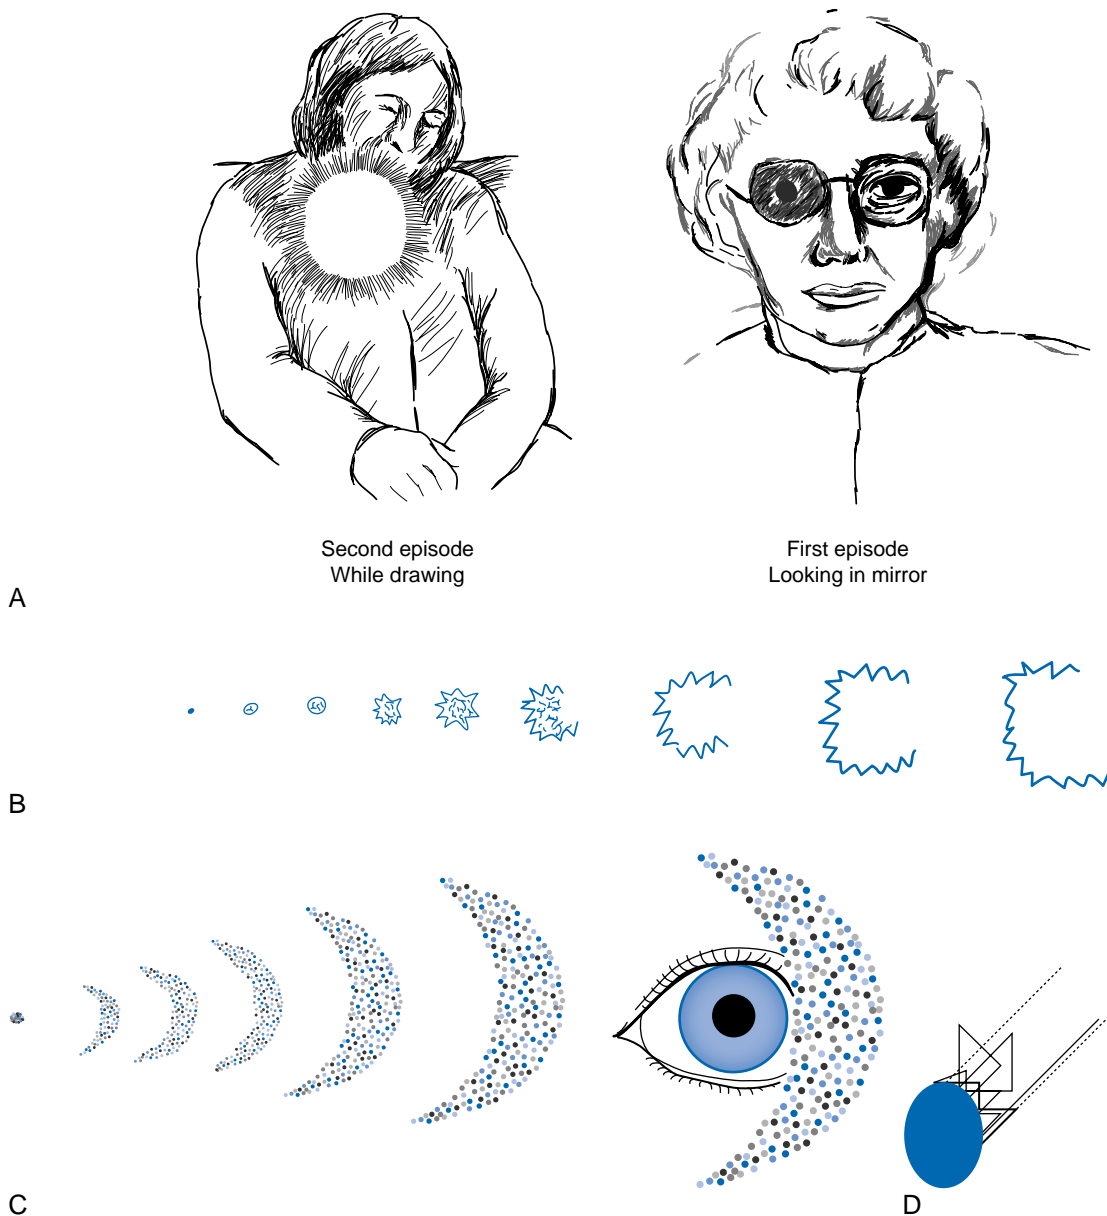 Second episode
While drawing
First episode
Looking in mirror
A
B
C
D